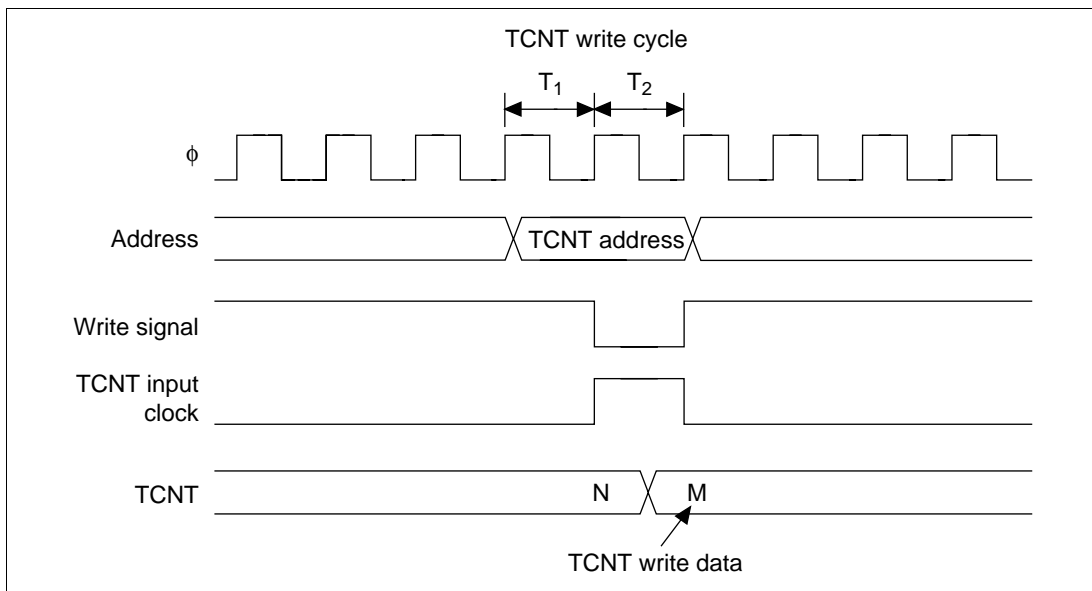 TCNT write cycle
T1 T2
ϕ
Address
TCNT address
Write signal
TCNT input
clock
TCNT
N M
TCNT write data